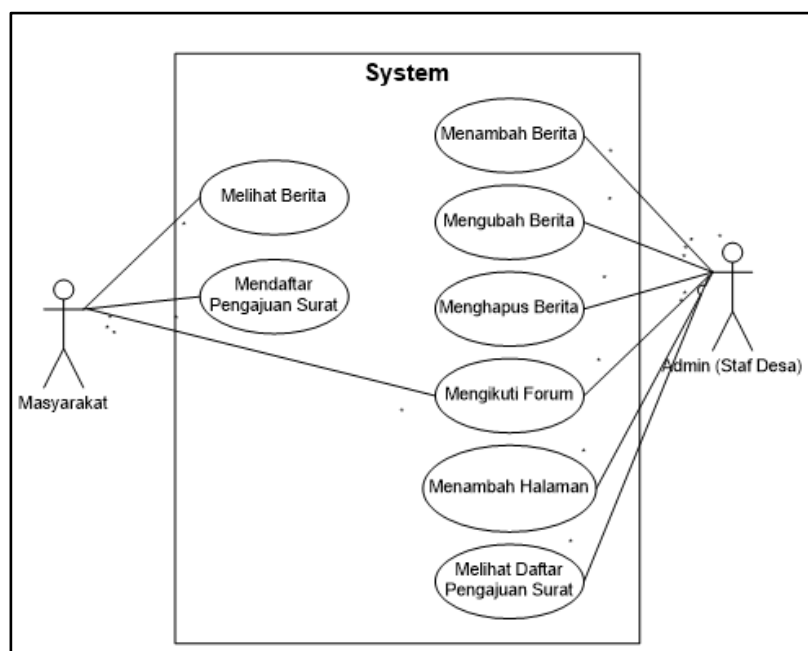 System
Menambah Berita
Melihat Berita
Mengubah Berita
Mendaftar
Pengajuan Surat
Menghapus Berita
Masyarakat
Admin (Staf Desa)
Mengikuti Forum
Menambah Halaman
Melihat Daftar
Pengajuan Surat